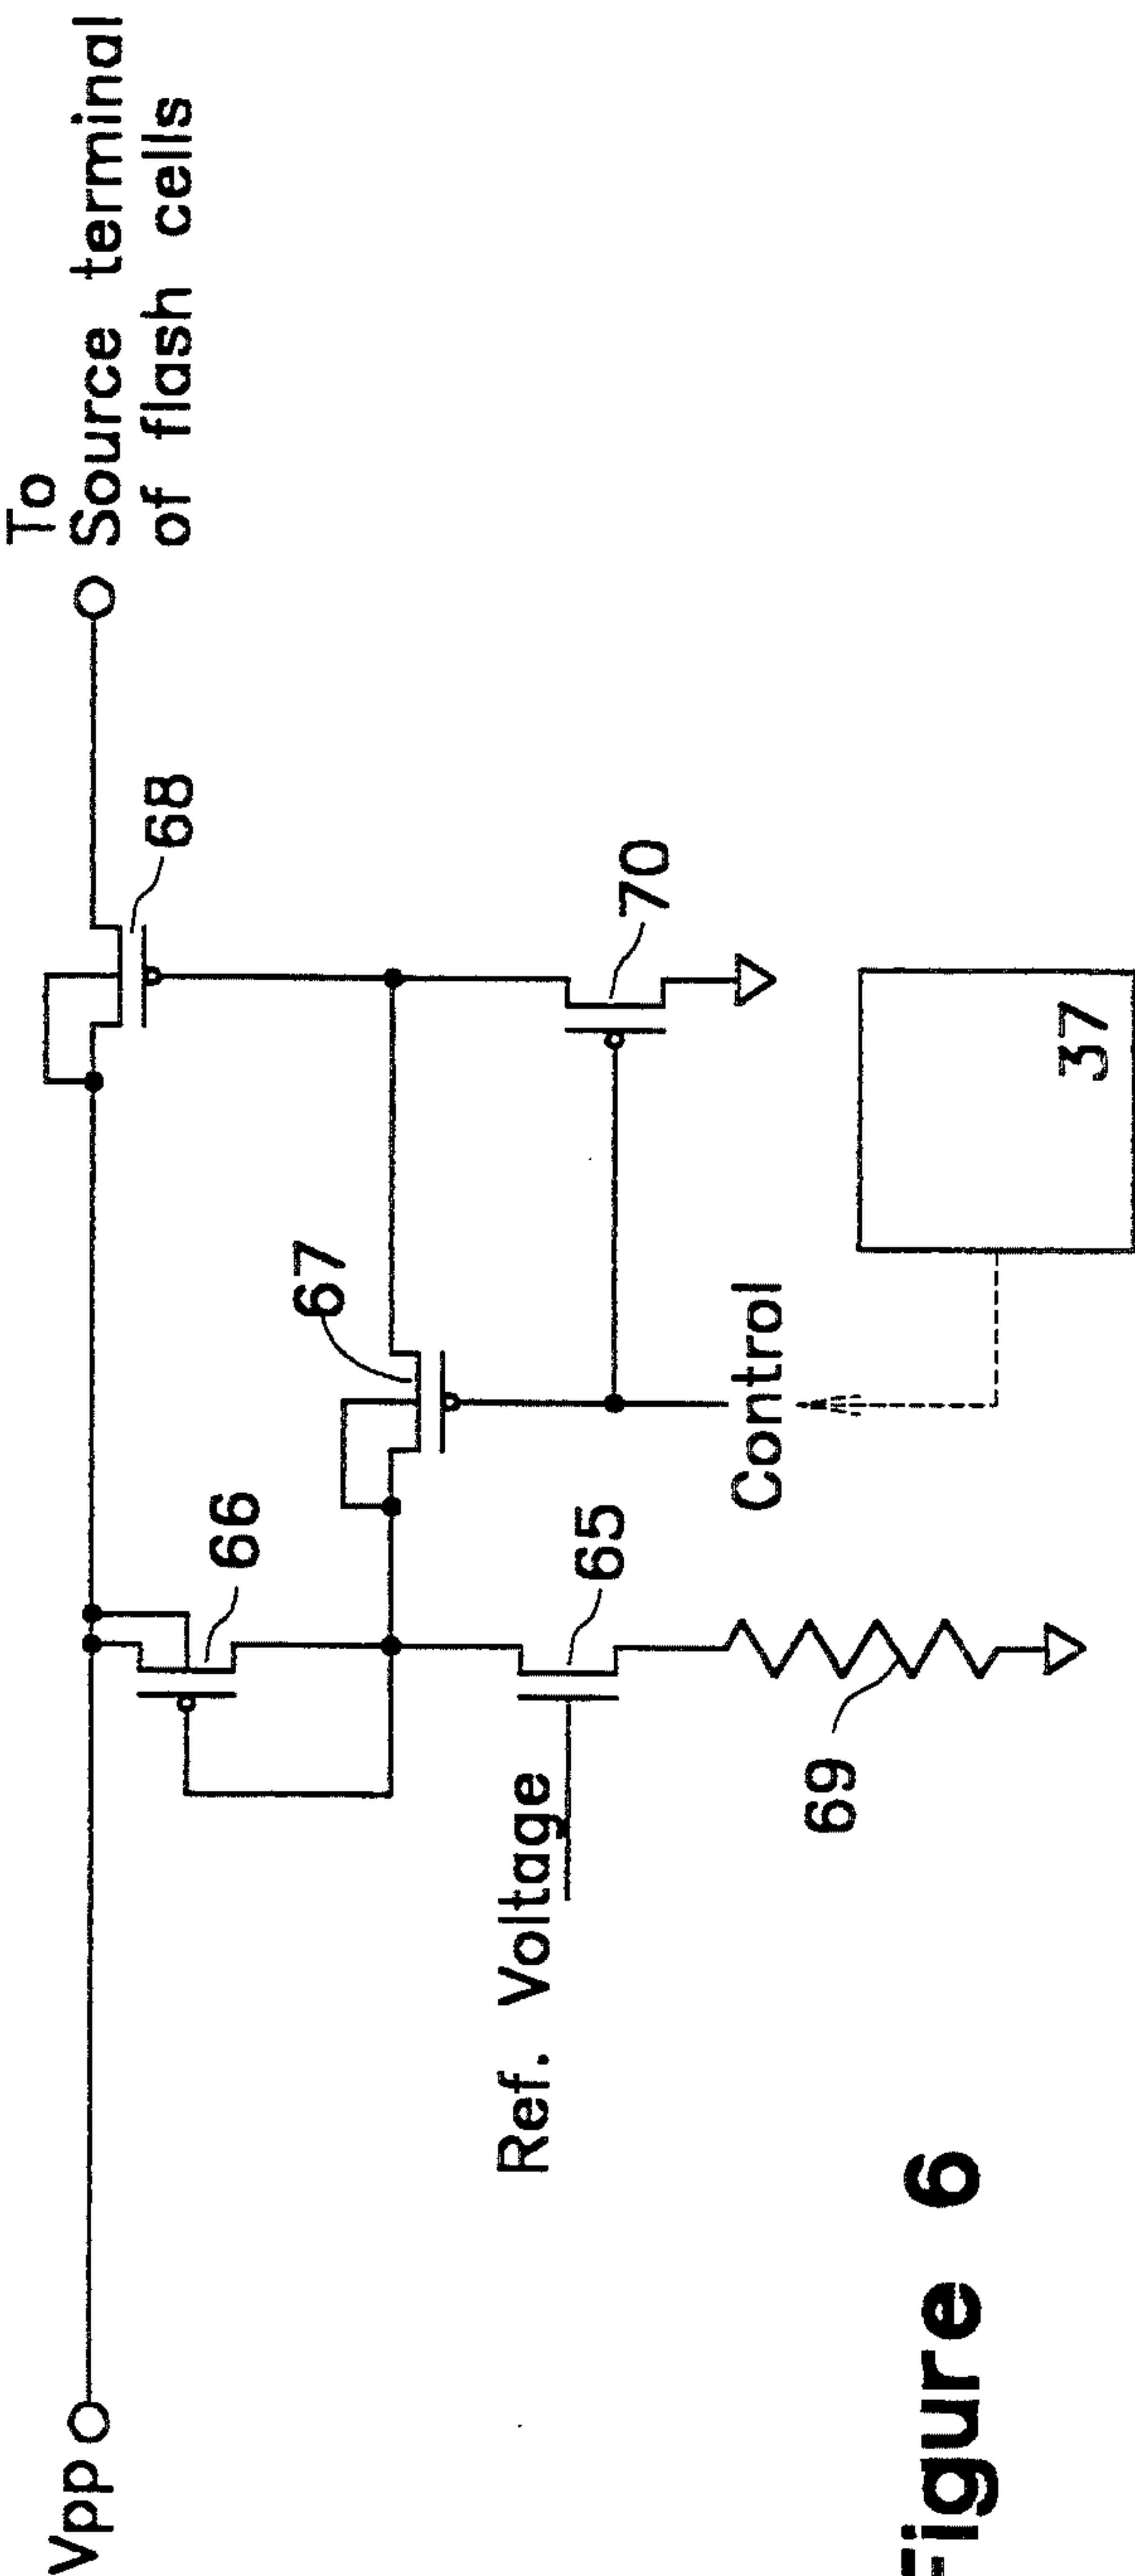 Vpp
To
Source terminal
of flash cells
66
67
68
Ref. Voltage
65
70
69
Control
37
Figure 6